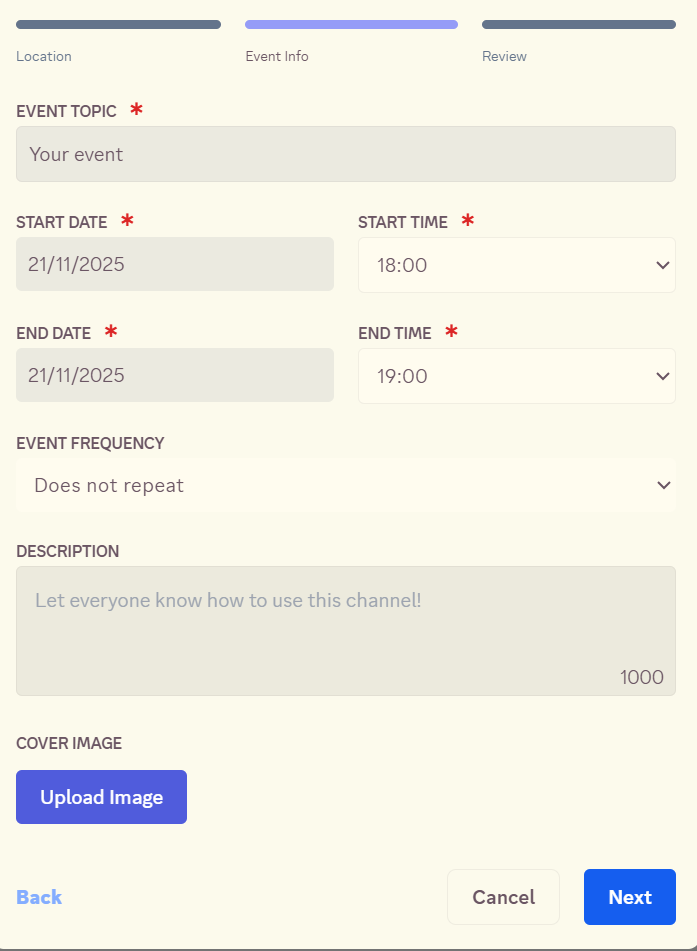 Location Event Info Review
EVENT TOPIC *
Your event
START DATE * START TIME *
21/11/2025 18:00
END DATE * END TIME *
21/11/2025 19:00
EVENT FREQUENCY
Does not repeat
DESCRIPTION
Let everyone know how to use this channel!
1000
COVER IMAGE
Upload Image
Back Cancel Next